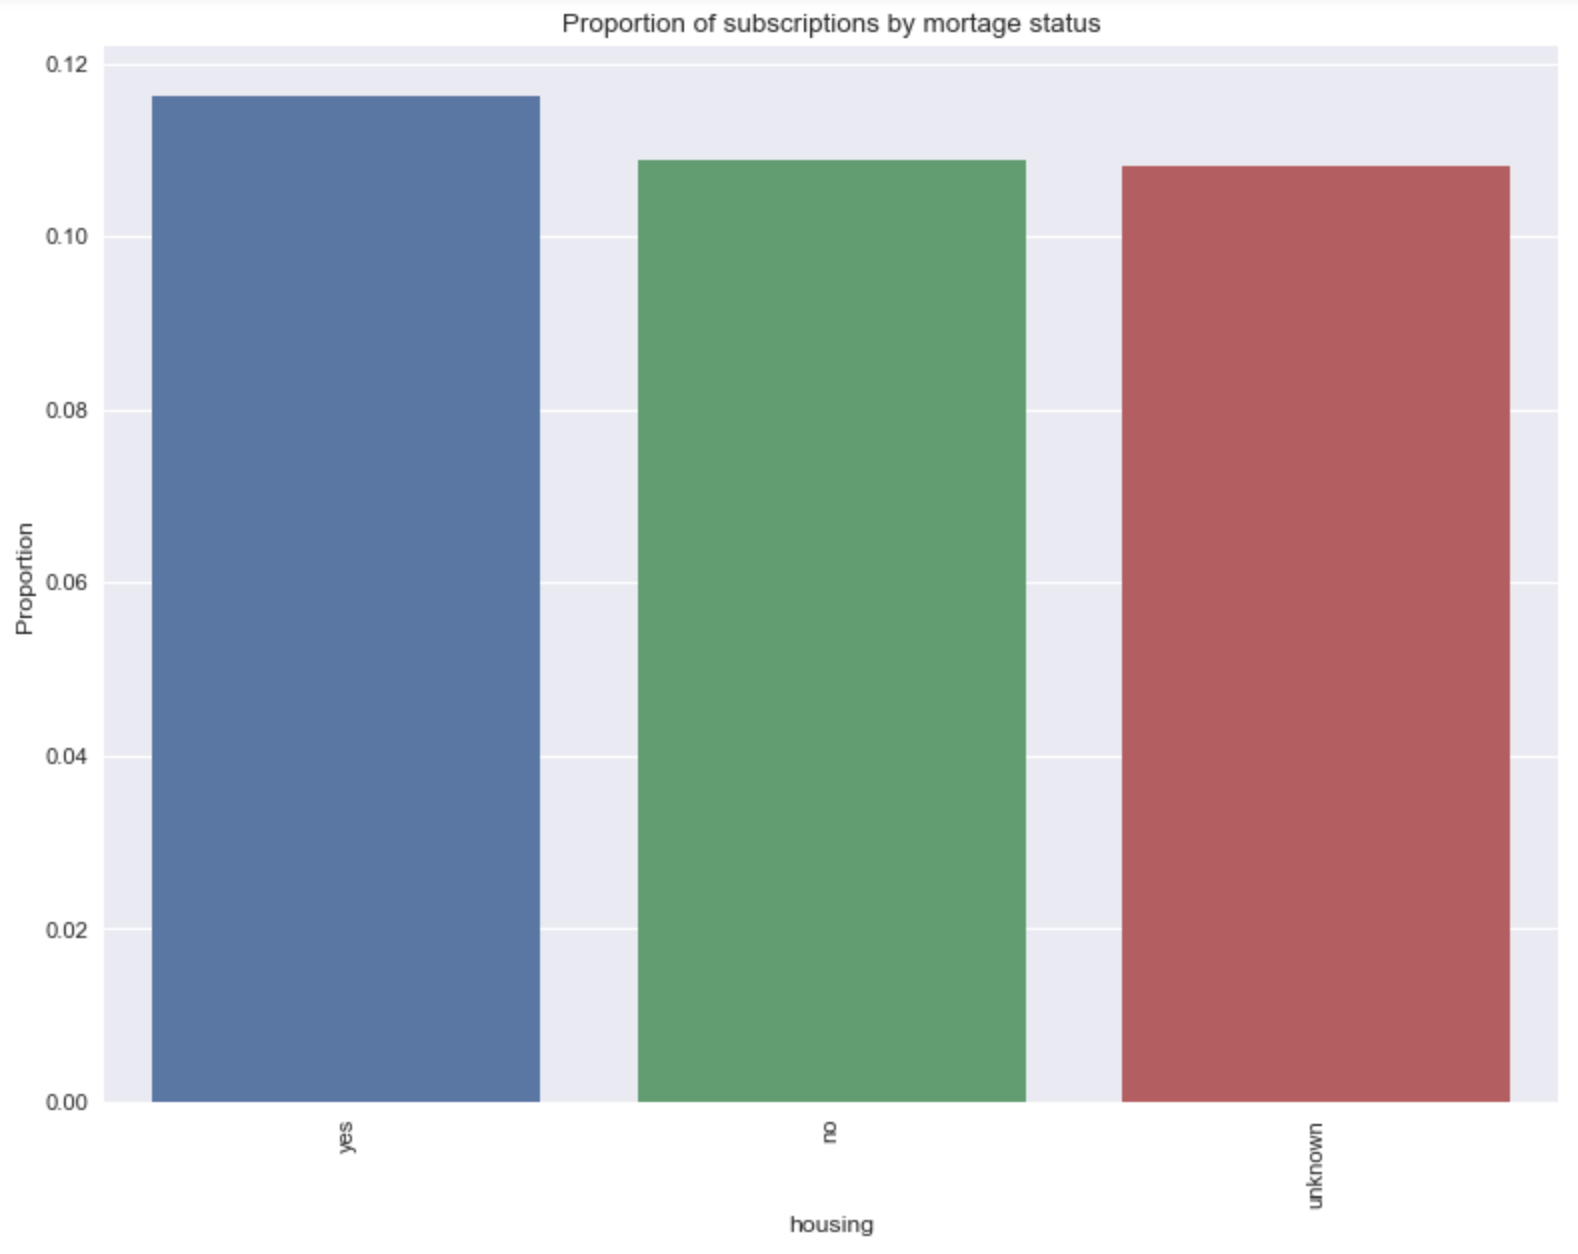 Proportion of subscriptions by mortage status
0.12
0.10
0.08
0.06
0.04
0.02
0.00
Proportion
yes
no
unknown
housing